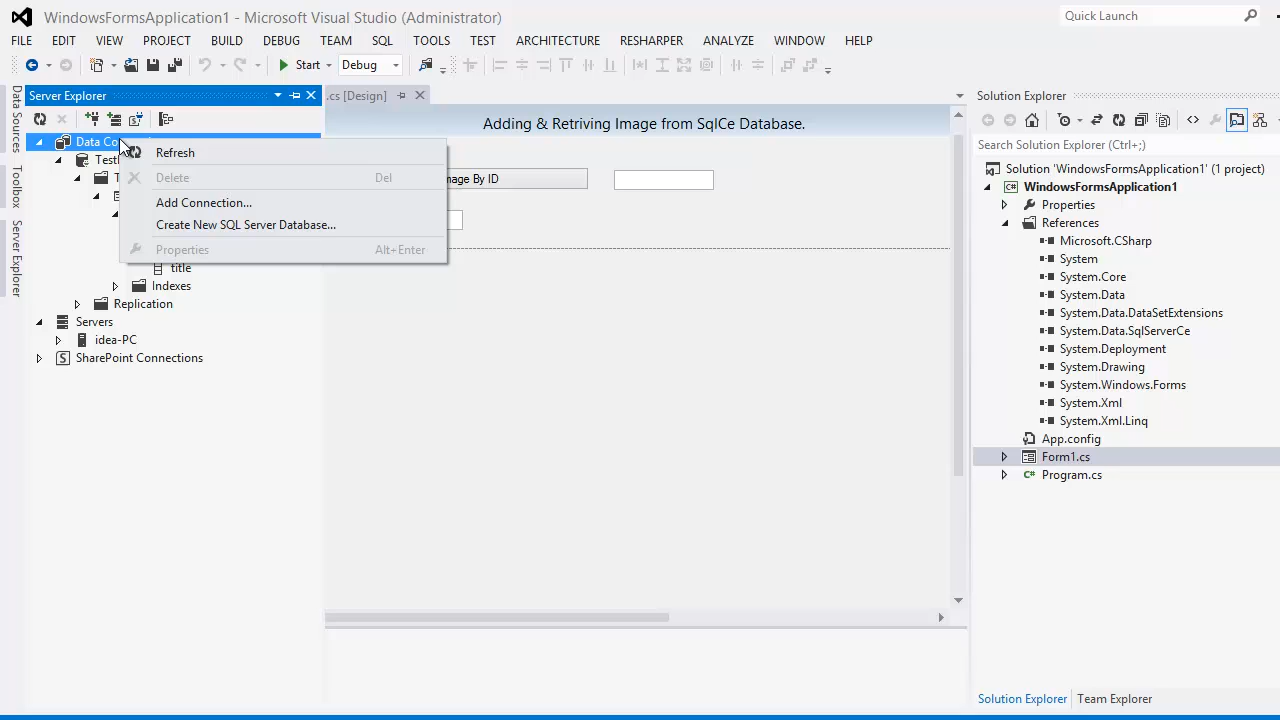 WindowsFormsApplication1 - Microsoft Visual Studio (Administrator)
Quick Launch
FILE EDIT VIEW PROJECT BUILD DEBUG TEAM SQL TOOLS TEST ARCHITECTURE RESHARPER ANALYZE WINDOW HELP
Start Debug
Data Sources
Toolbox
Server Explorer
Server Explorer
Data
Refresh
Delete Del
Add Connection...
Create New SQL Server Database...
Properties Alt+Enter
title
Indexes
Replication
Servers
idea-PC
SharePoint Connections
.cs [Design]
Adding & Retriving Image from SqlCe Database.
By ID
Solution Explorer
Search Solution Explorer (Ctrl+;)
Solution 'WindowsFormsApplication1' (1 project)
WindowsFormsApplication1
Properties
References
Microsoft.CSharp
System
System.Core
System.Data
System.Data.DataSetExtensions
System.Data.SqlServerCe
System.Deployment
System.Drawing
System.Windows.Forms
System.Xml
System.Xml.Linq
App.config
Form1.cs
Program.cs
Solution Explorer Team Explorer